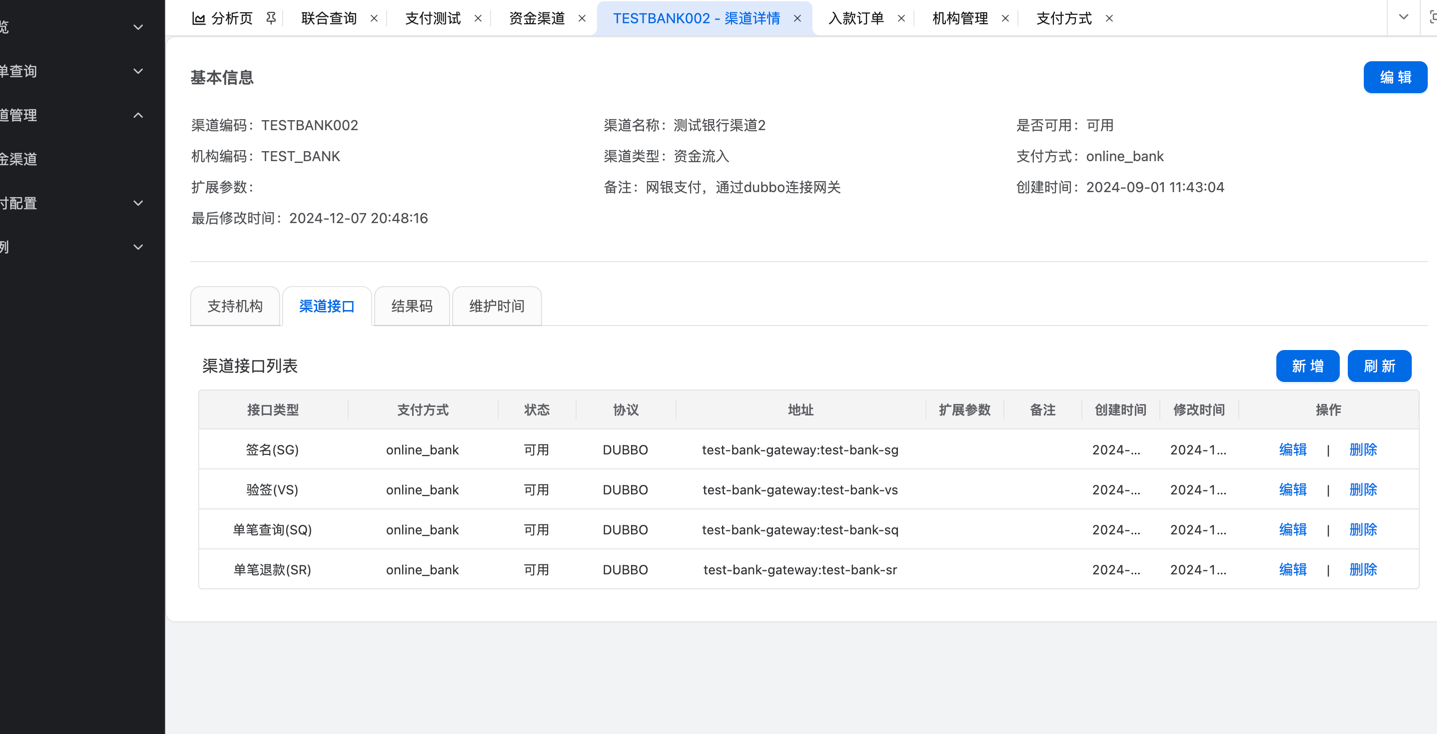 分析页 联合查询 支付测试 资金渠道 TESTBANK002 - 渠道详情 入款订单 机构管理 支付方式
览
单查询
道管理
金渠道
付配置
例
基本信息 编 辑
渠道编码：TESTBANK002 渠道名称：测试银行渠道2 是否可用：可用
机构编码：TEST_BANK 渠道类型：资金流入 支付方式：online_bank
扩展参数： 备注：网银支付，通过dubbo连接网关 创建时间：2024-09-01 11:43:04
最后修改时间：2024-12-07 20:48:16
支持机构 渠道接口 结果码 维护时间
渠道接口列表 新 增 刷 新
接口类型 支付方式 状态 协议 地址 扩展参数 备注 创建时间 修改时间 操作
签名(SG) online_bank 可用 DUBBO test-bank-gateway:test-bank-sg 2024-... 2024-1... 编辑 | 删除
验签(VS) online_bank 可用 DUBBO test-bank-gateway:test-bank-vs 2024-... 2024-1... 编辑 | 删除
单笔查询(SQ) online_bank 可用 DUBBO test-bank-gateway:test-bank-sq 2024-... 2024-1... 编辑 | 删除
单笔退款(SR) online_bank 可用 DUBBO test-bank-gateway:test-bank-sr 2024-... 2024-1... 编辑 | 删除